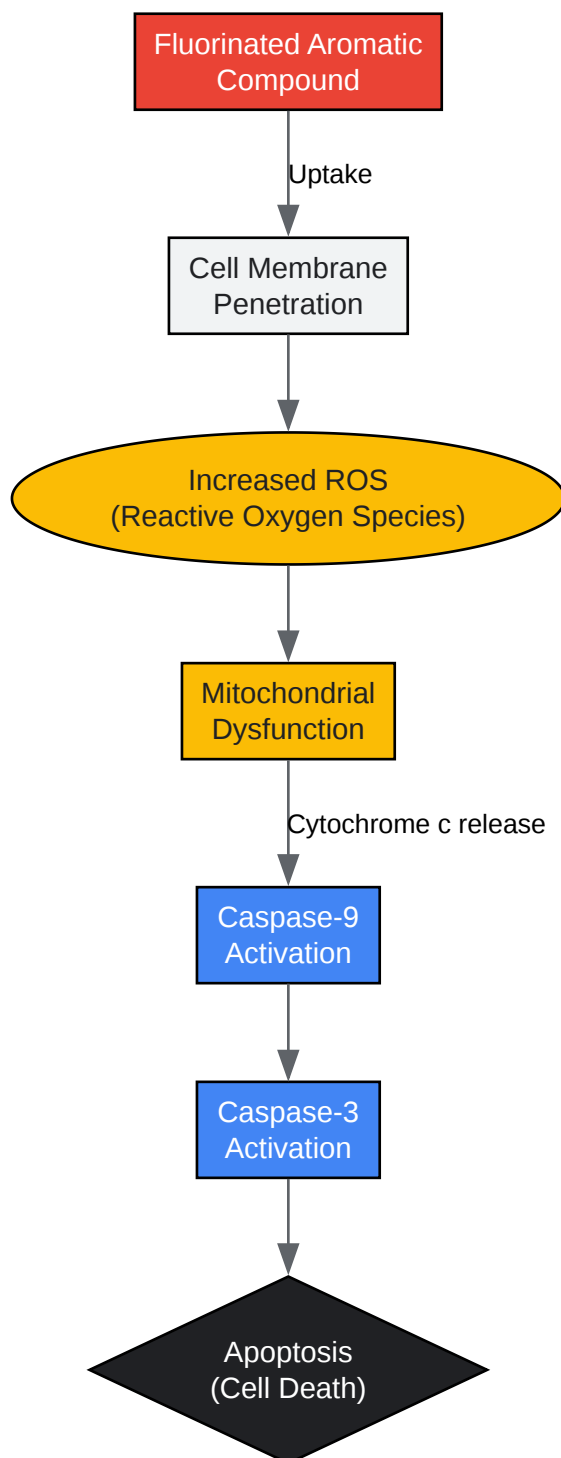 Fluorinated Aromatic
Compound
Uptake
Cell Membrane
Penetration
Increased ROS
(Reactive Oxygen Species)
Mitochondrial
Dysfunction
Cytochrome c release
Caspase-9
Activation
Caspase-3
Activation
Apoptosis
(Cell Death)